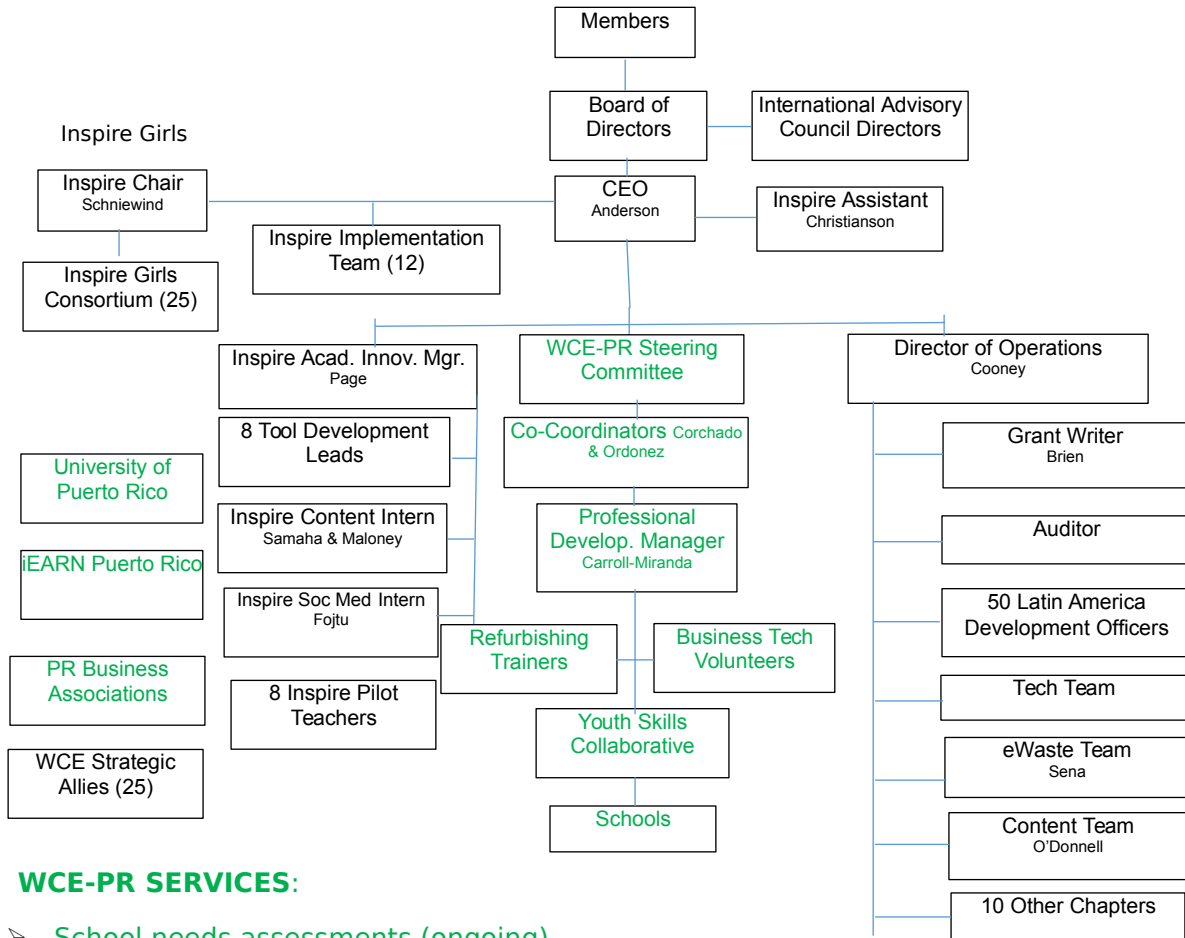 Members
Board of
Directors
International Advisory
Council Directors
Inspire Girls
Inspire Chair
Schniewind
CEO
Anderson
Inspire Assistant
Christianson
Inspire Implementation
Team (12)
Inspire Girls
Consortium (25)
Inspire Acad. Innov. Mgr.
Page
WCE-PR Steering
Committee
Director of Operations
Cooney
8 Tool Development
Leads
Co-Coordinators Corchado
& Ordonez
Grant Writer
Brien
University of
Puerto Rico
Inspire Content Intern
Samaha & Maloney
Professional
Develop. Manager
Carroll-Miranda
Auditor
iEARN Puerto Rico
Inspire Soc Med Intern
Fojtu
50 Latin America
Development Officers
Refurbishing
Trainers
Business Tech
Volunteers
PR Business
Associations
8 Inspire Pilot
Teachers
Tech Team
Youth Skills
Collaborative
WCE Strategic
Allies (25)
eWaste Team
Sena
Schools
Content Team
O’Donnell
WCE-PR SERVICES:
10 Other Chapters
➢ School needs assessments (ongoing)